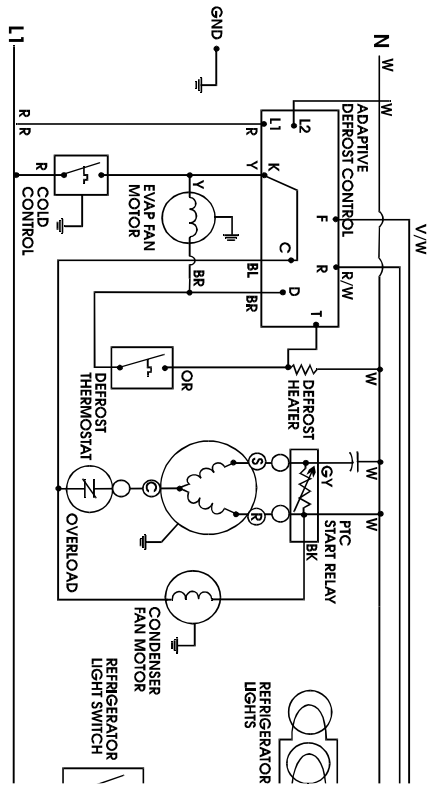 L1
GND
N
W
W
R
R
R
L1
L2
ADAPTIVE
DEFROST CONTROL
F
V/W
R
COLD
CONTROL
Y
K
Y
EVAP FAN
MOTOR
C
BL
BR
BR
D
R
R/W
T
DEFROST
THERMOSTAT
OR
DEFROST
HEATER
W
OVERLOAD
C
S
R
GY
BK
PTC
START RELAY
W
W
CONDENSER
FAN MOTOR
REFRIGERATOR
LIGHT SWITCH
REFRIGERATOR
LIGHTS